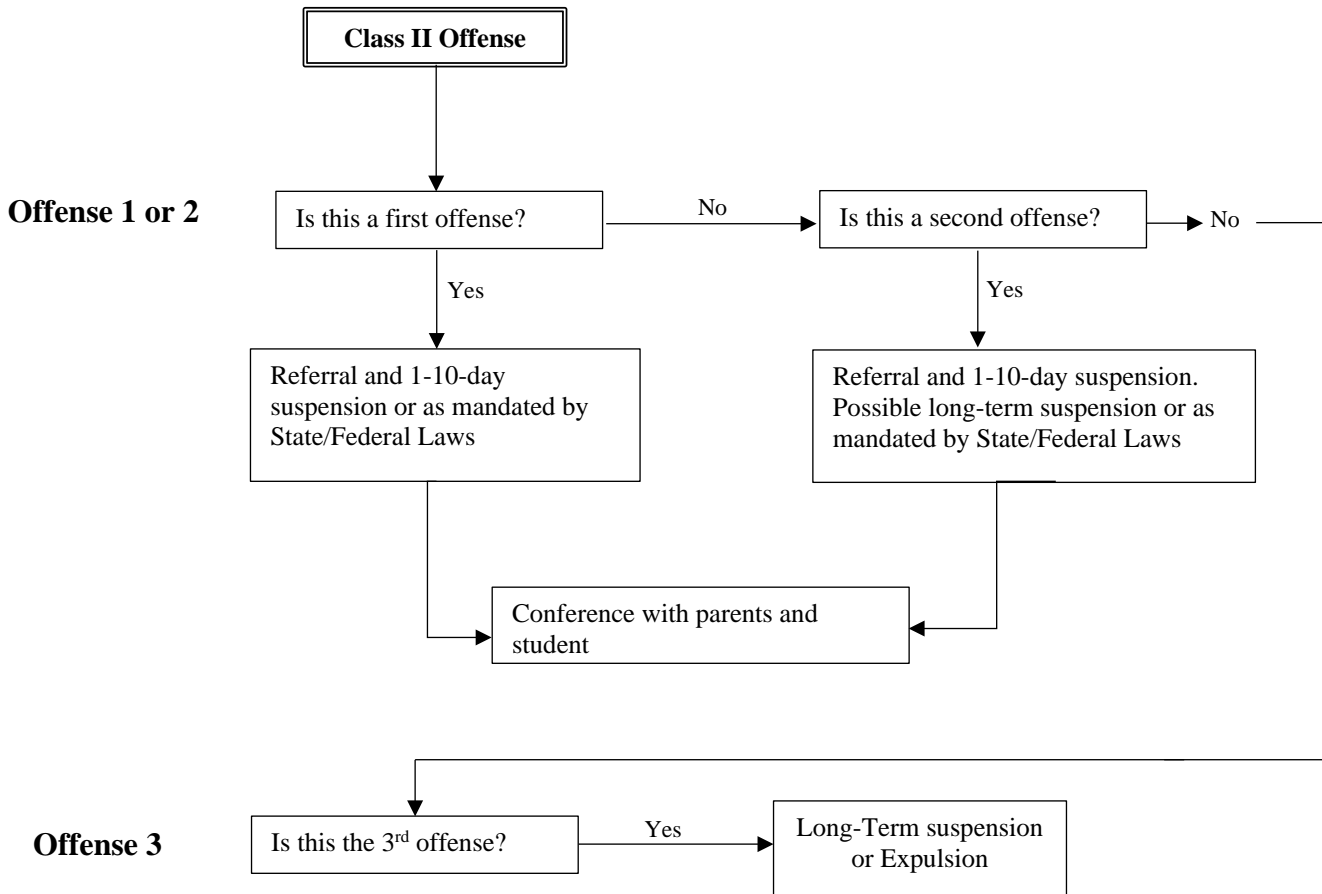 Class II Offense
Offense 1 or 2
Is this a first offense?
No
Is this a second offense?
No
Yes
Yes
Referral and 1-10-day
suspension or as mandated by
State/Federal Laws
Referral and 1-10-day suspension.
Possible long-term suspension or as
mandated by State/Federal Laws
Conference with parents and
student
Offense 3
Is this the 3rd offense?
Yes
Long-Term suspension
or Expulsion